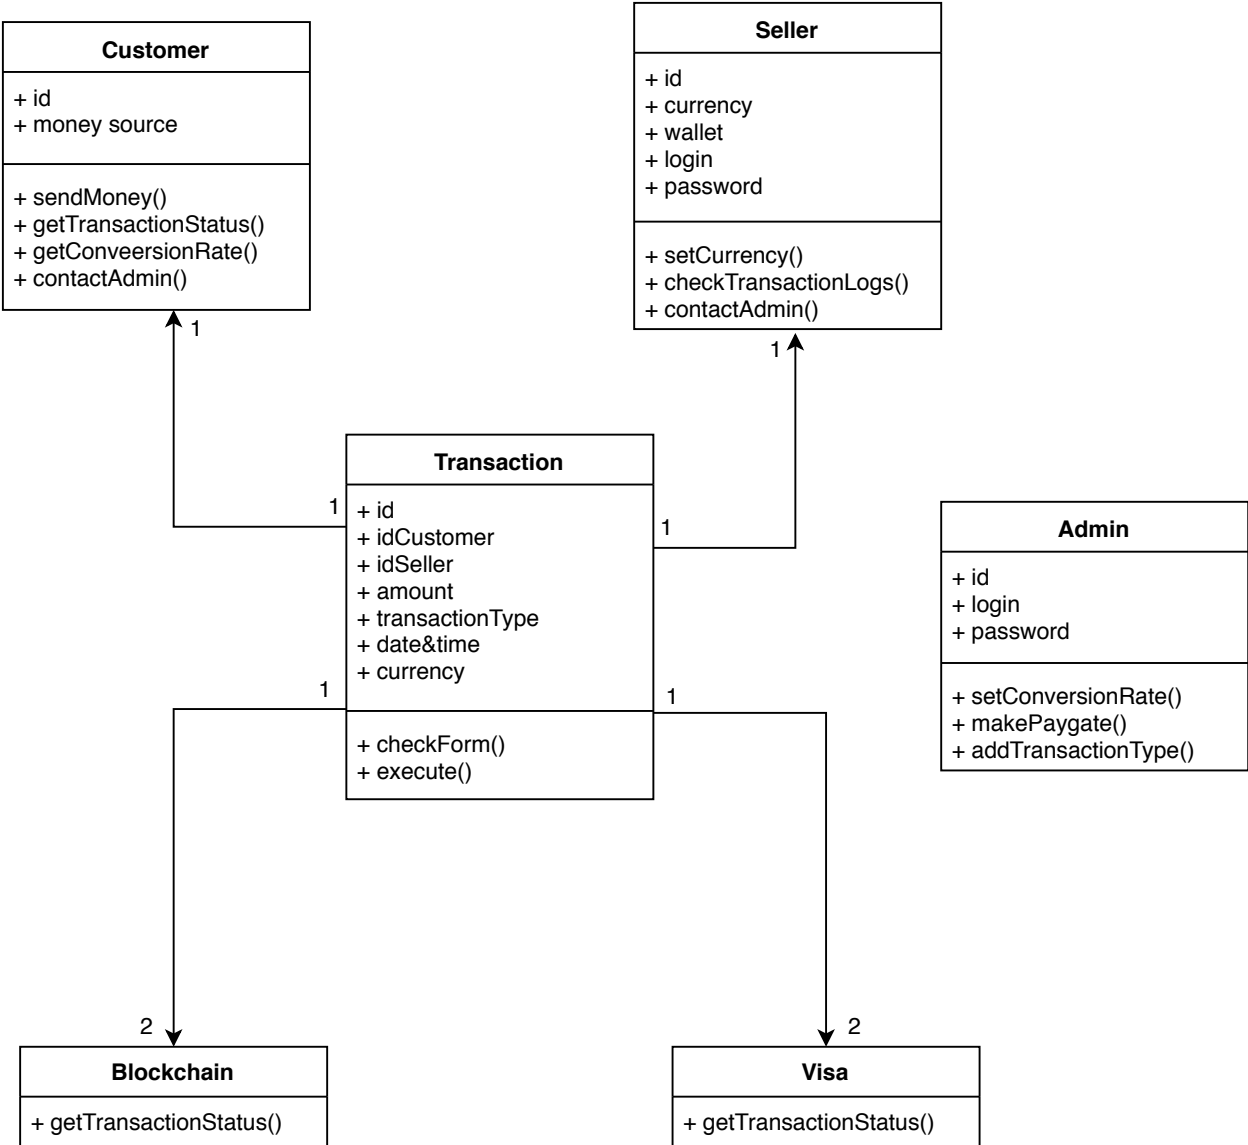 Customer
+ id
+ money source
+ sendMoney()
+ getTransactionStatus()
+ getConveersionRate()
+ contactAdmin()
1
Seller
+ id
+ currency
+ wallet
+ login
+ password
+ setCurrency()
+ checkTransactionLogs()
+ contactAdmin()
1
Transaction
1
1
+ id
+ idCustomer
+ idSeller
+ amount
+ transactionType
+ date&time
+ currency
1
1
+ checkForm()
+ execute()
Admin
+ id
+ login
+ password
+ setConversionRate()
+ makePaygate()
+ addTransactionType()
2
Blockchain
+ getTransactionStatus()
2
Visa
+ getTransactionStatus()